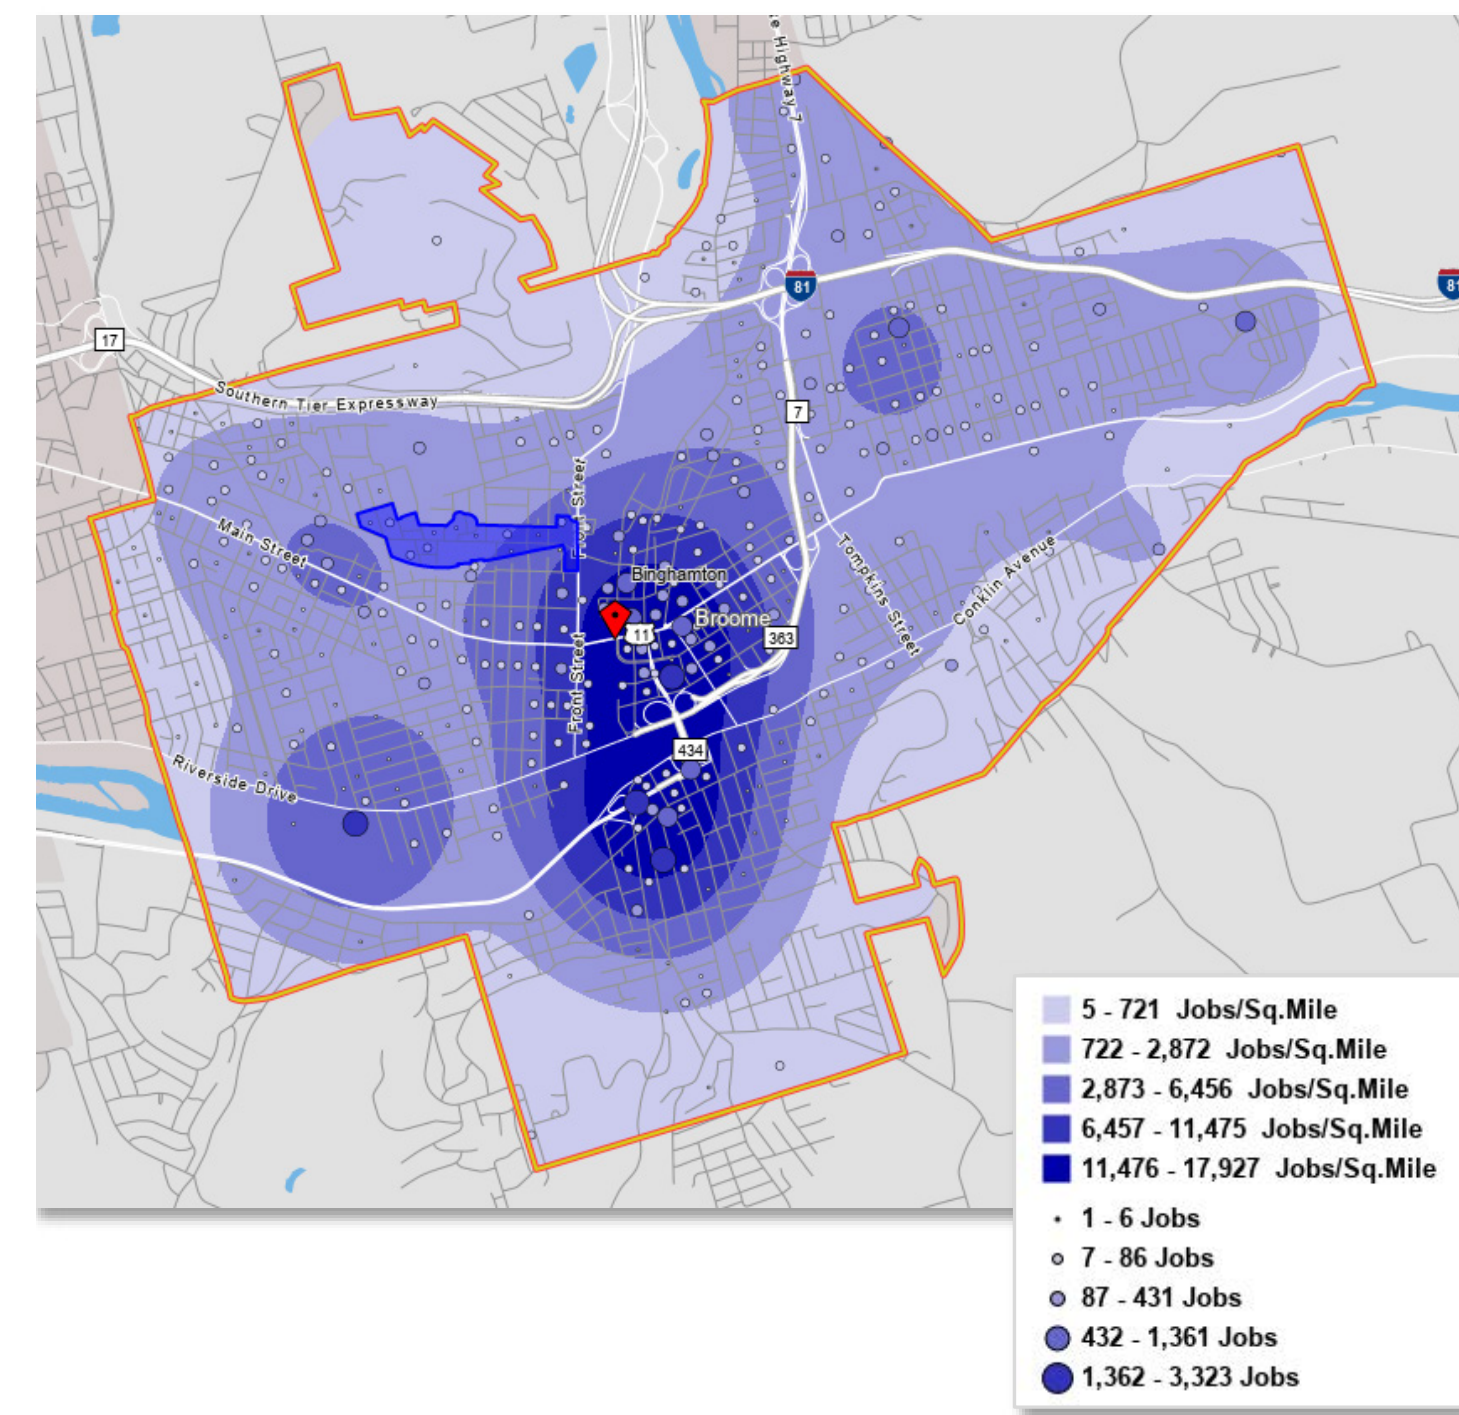 te Highway 7
81
81
17
Southern Tier Expressway
7
Front Street
Main Street
Tompkins Street
Conklin Avenue
Binghamton
Broome
11
363
Front Street
434
Riverside Drive
5 - 721 Jobs/Sq.Mile
722 - 2,872 Jobs/Sq.Mile
2,873 - 6,456 Jobs/Sq.Mile
6,457 - 11,475 Jobs/Sq.Mile
11,476 - 17,927 Jobs/Sq.Mile
1 - 6 Jobs
7 - 86 Jobs
87 - 431 Jobs
432 - 1,361 Jobs
1,362 - 3,323 Jobs